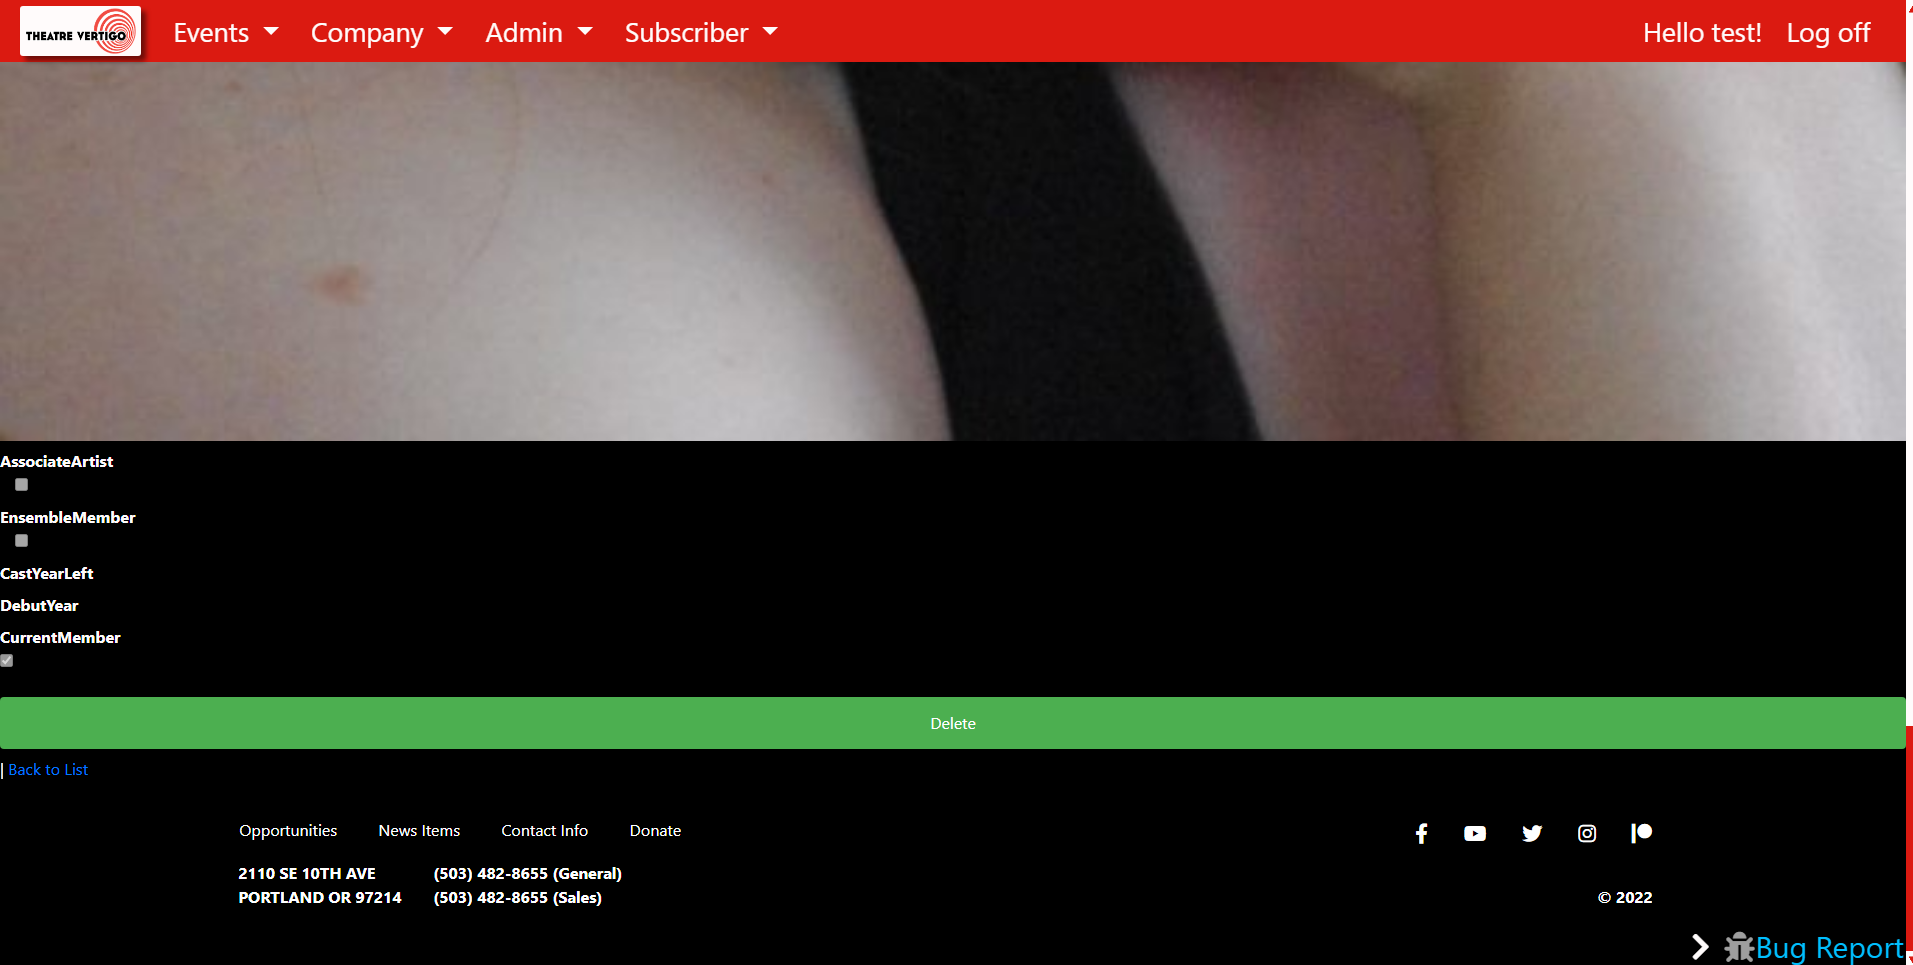 THEATRE VERTIGO
Events Company Admin Subscriber Hello test! Log off
AssociateArtist
EnsembleMember
CastYearLeft
DebutYear
CurrentMember
Delete
| Back to List
Opportunities News Items Contact Info Donate
2110 SE 10TH AVE (503) 482-8655 (General)
PORTLAND OR 97214 (503) 482-8655 (Sales) © 2022
Bug Report